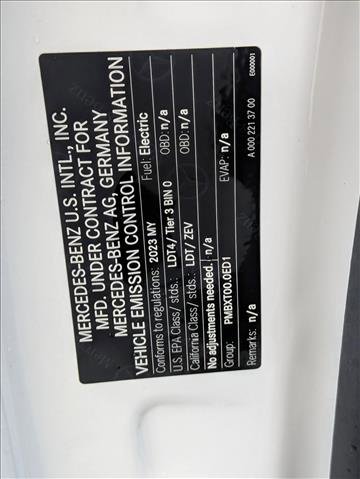 MERCEDES-BENZ U.S. INTL., INC.
MFD. UNDER CONTRACT FOR
MERCEDES-BENZ AG, GERMANY
VEHICLE EMISSION CONTROL INFORMATION
Conforms to regulations: 2023 MY Fuel: Electric
U.S. EPA Class/ stds.: LDT4/ Tier 3 BIN 0 OBD: n/a
California Class/ stds.: LDT/ ZEV OBD: n/a
No adjustments needed. n/a
Group: PMBXT00.0ED1 EVAP: n/a
Remarks: n/a
A 000 221 37 00
E000001